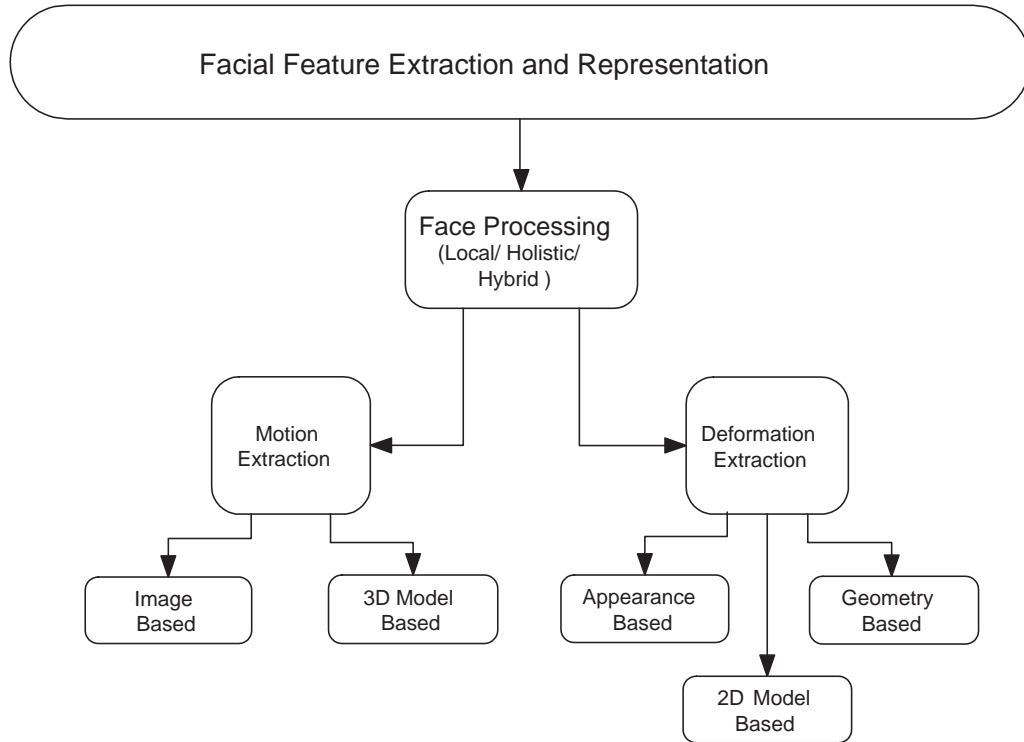 Facial Feature Extraction and Representation
Face Processing
(Local/ Holistic/
Hybrid )
Motion
Extraction
Deformation
Extraction
Image
Based
3D Model
Based
Appearance
Based
Geometry
Based
2D Model
Based